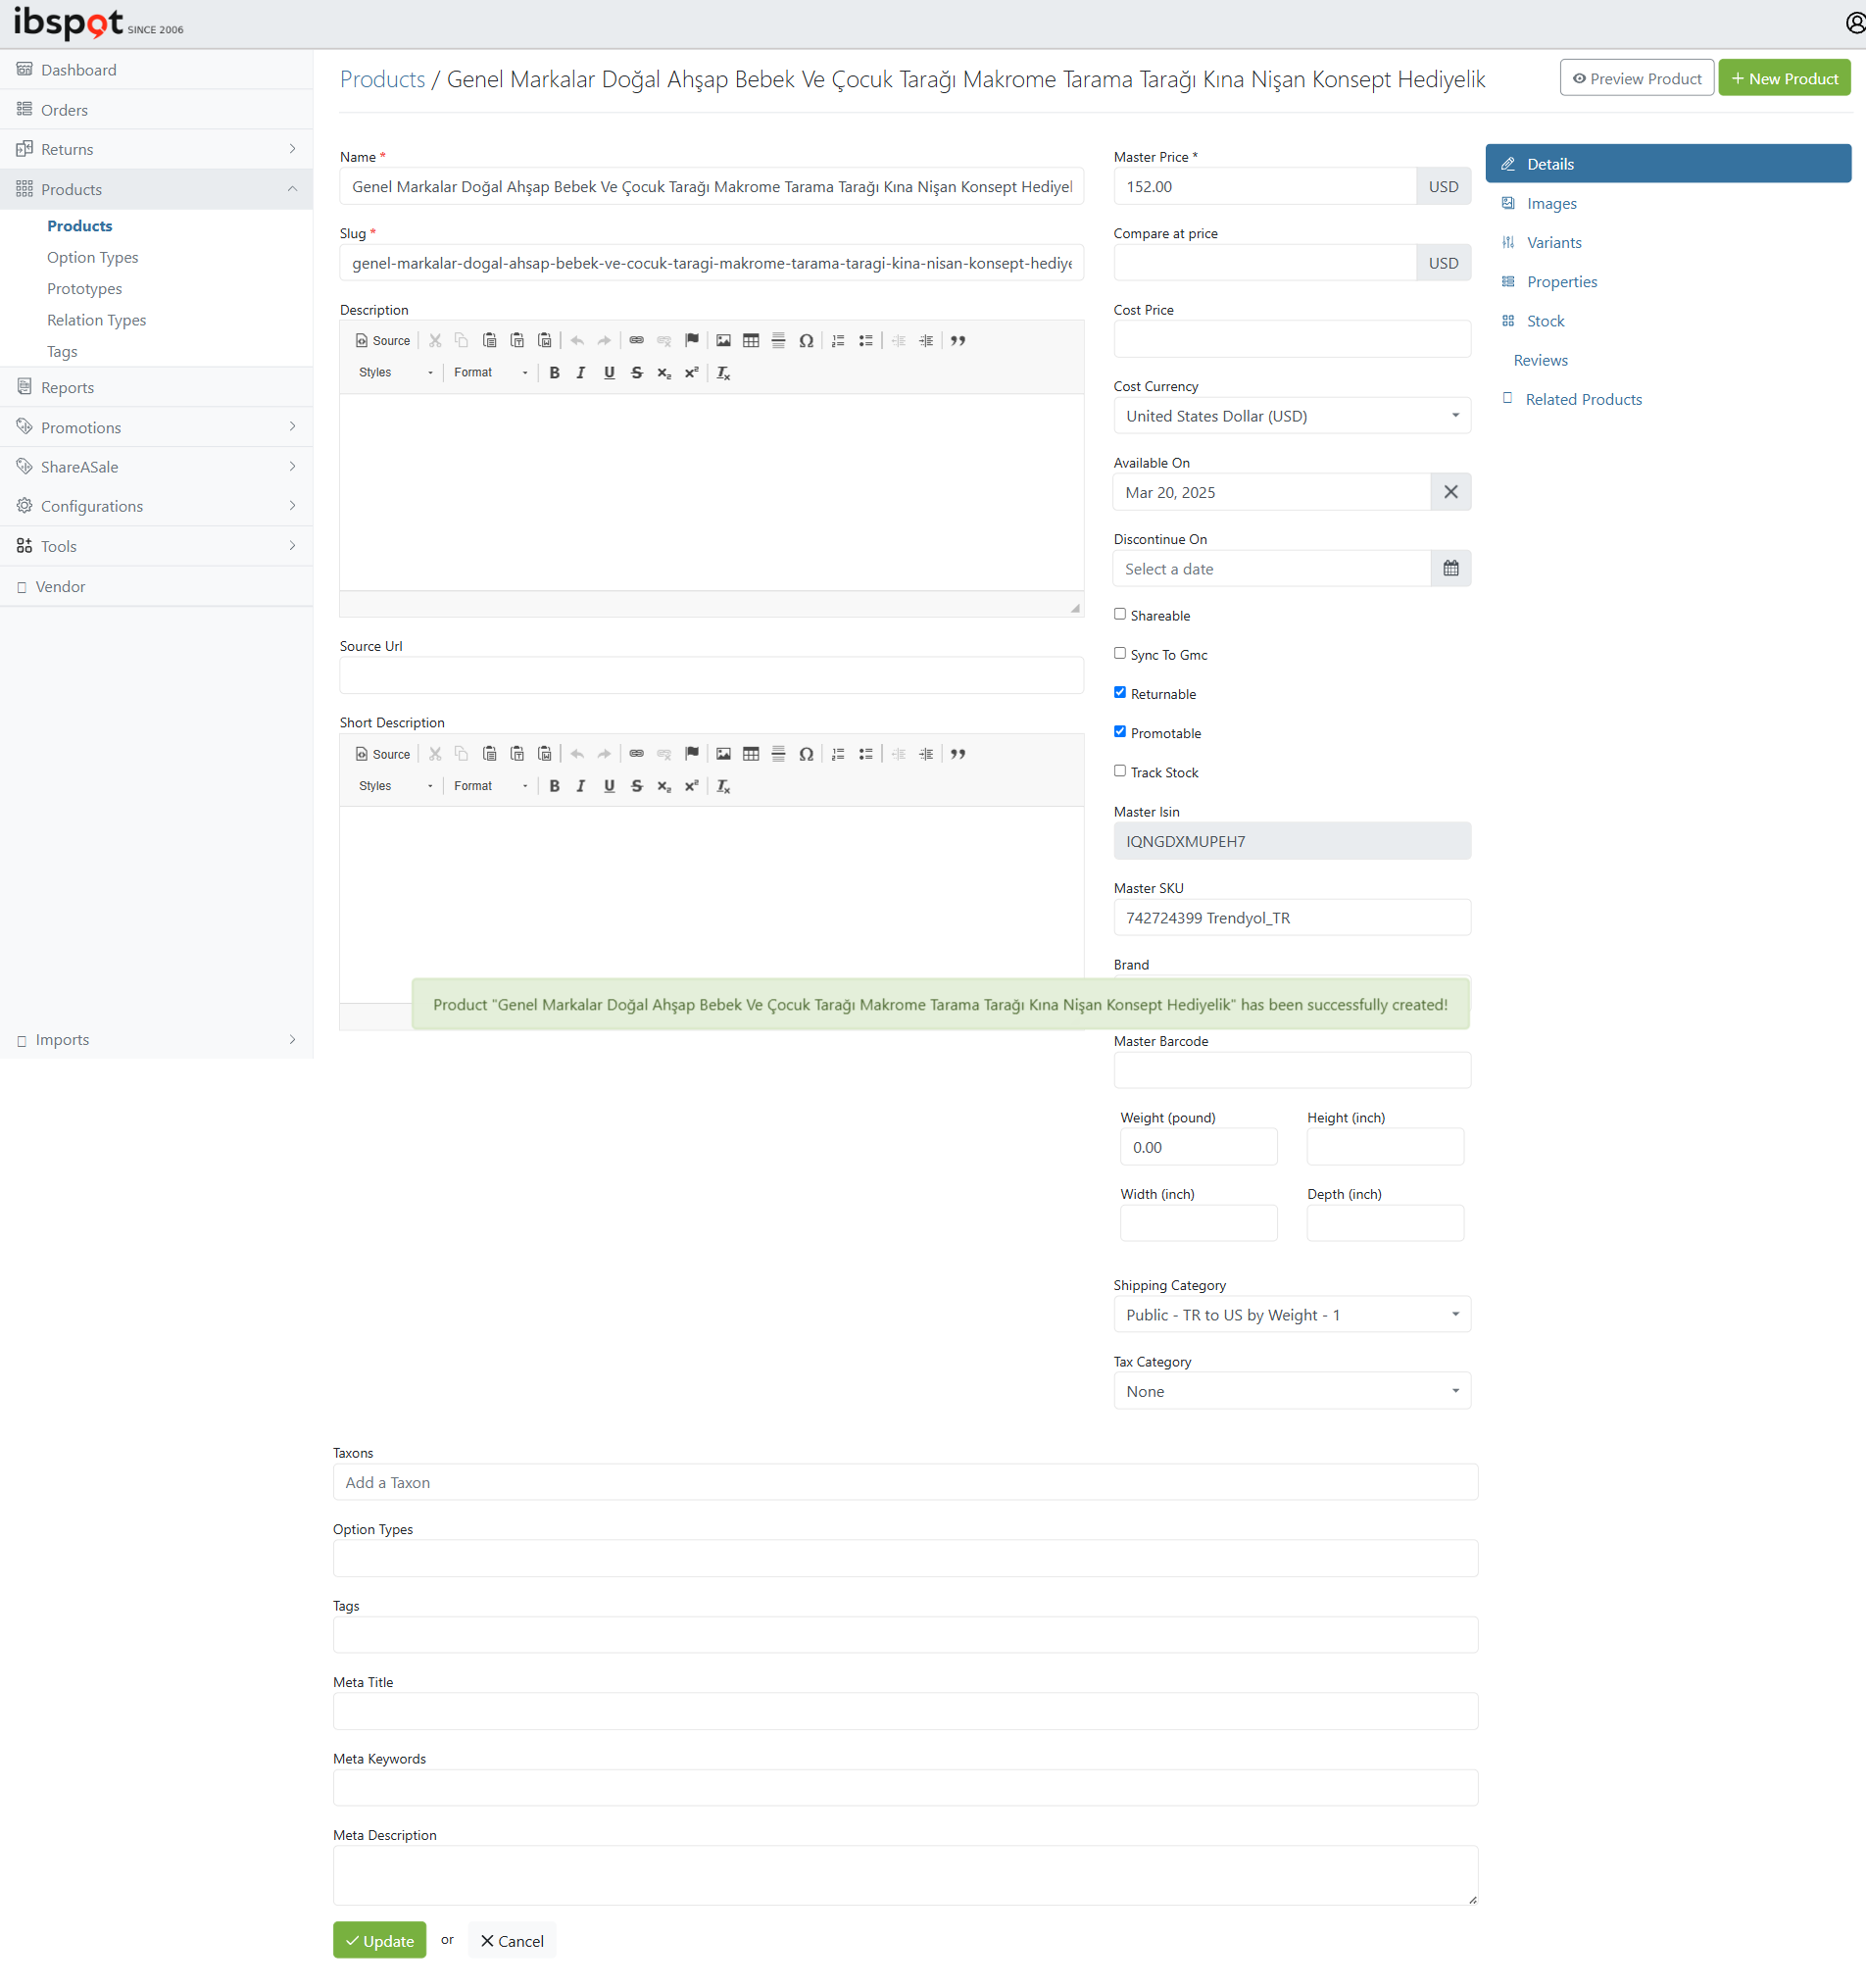 ibspot SINCE 2006
Dashboard
Orders
Returns
Products
Products
Option Types
Prototypes
Relation Types
Tags
Reports
Promotions
ShareASale
Configurations
Tools
Vendor
Imports
Products / Genel Markalar Doğal Ahşap Bebek Ve Çocuk Tarağı Makrome Tarama Tarağı Kına Nişan Konsept Hediyelik
Preview Product
New Product
Name *
Genel Markalar Doğal Ahşap Bebek Ve Çocuk Tarağı Makrome Tarama Tarağı Kına Nişan Konsept Hediyel
Slug *
genel-markalar-dogal-ahsap-bebek-ve-cocuk-taragi-makrome-tarama-taragi-kina-nisan-konsept-hediye
Description
Source
Styles
Format
Source Url
Short Description
Source
Styles
Format
Master Price *
152.00 USD
Compare at price
USD
Cost Price
Cost Currency
United States Dollar (USD)
Available On
Mar 20, 2025
Discontinue On
Select a date
Shareable
Sync To Gmc
Returnable
Promotable
Track Stock
Master Isin
IQNGDXMUPEH7
Master SKU
742724399 Trendyol_TR
Brand
Product "Genel Markalar Doğal Ahşap Bebek Ve Çocuk Tarağı Makrome Tarama Tarağı Kına Nişan Konsept Hediyelik" has been successfully created!
Master Barcode
Weight (pound)
0.00
Height (inch)
Width (inch)
Depth (inch)
Shipping Category
Public - TR to US by Weight - 1
Tax Category
None
Details
Images
Variants
Properties
Stock
Reviews
Related Products
Taxons
Add a Taxon
Option Types
Tags
Meta Title
Meta Keywords
Meta Description
Update or Cancel